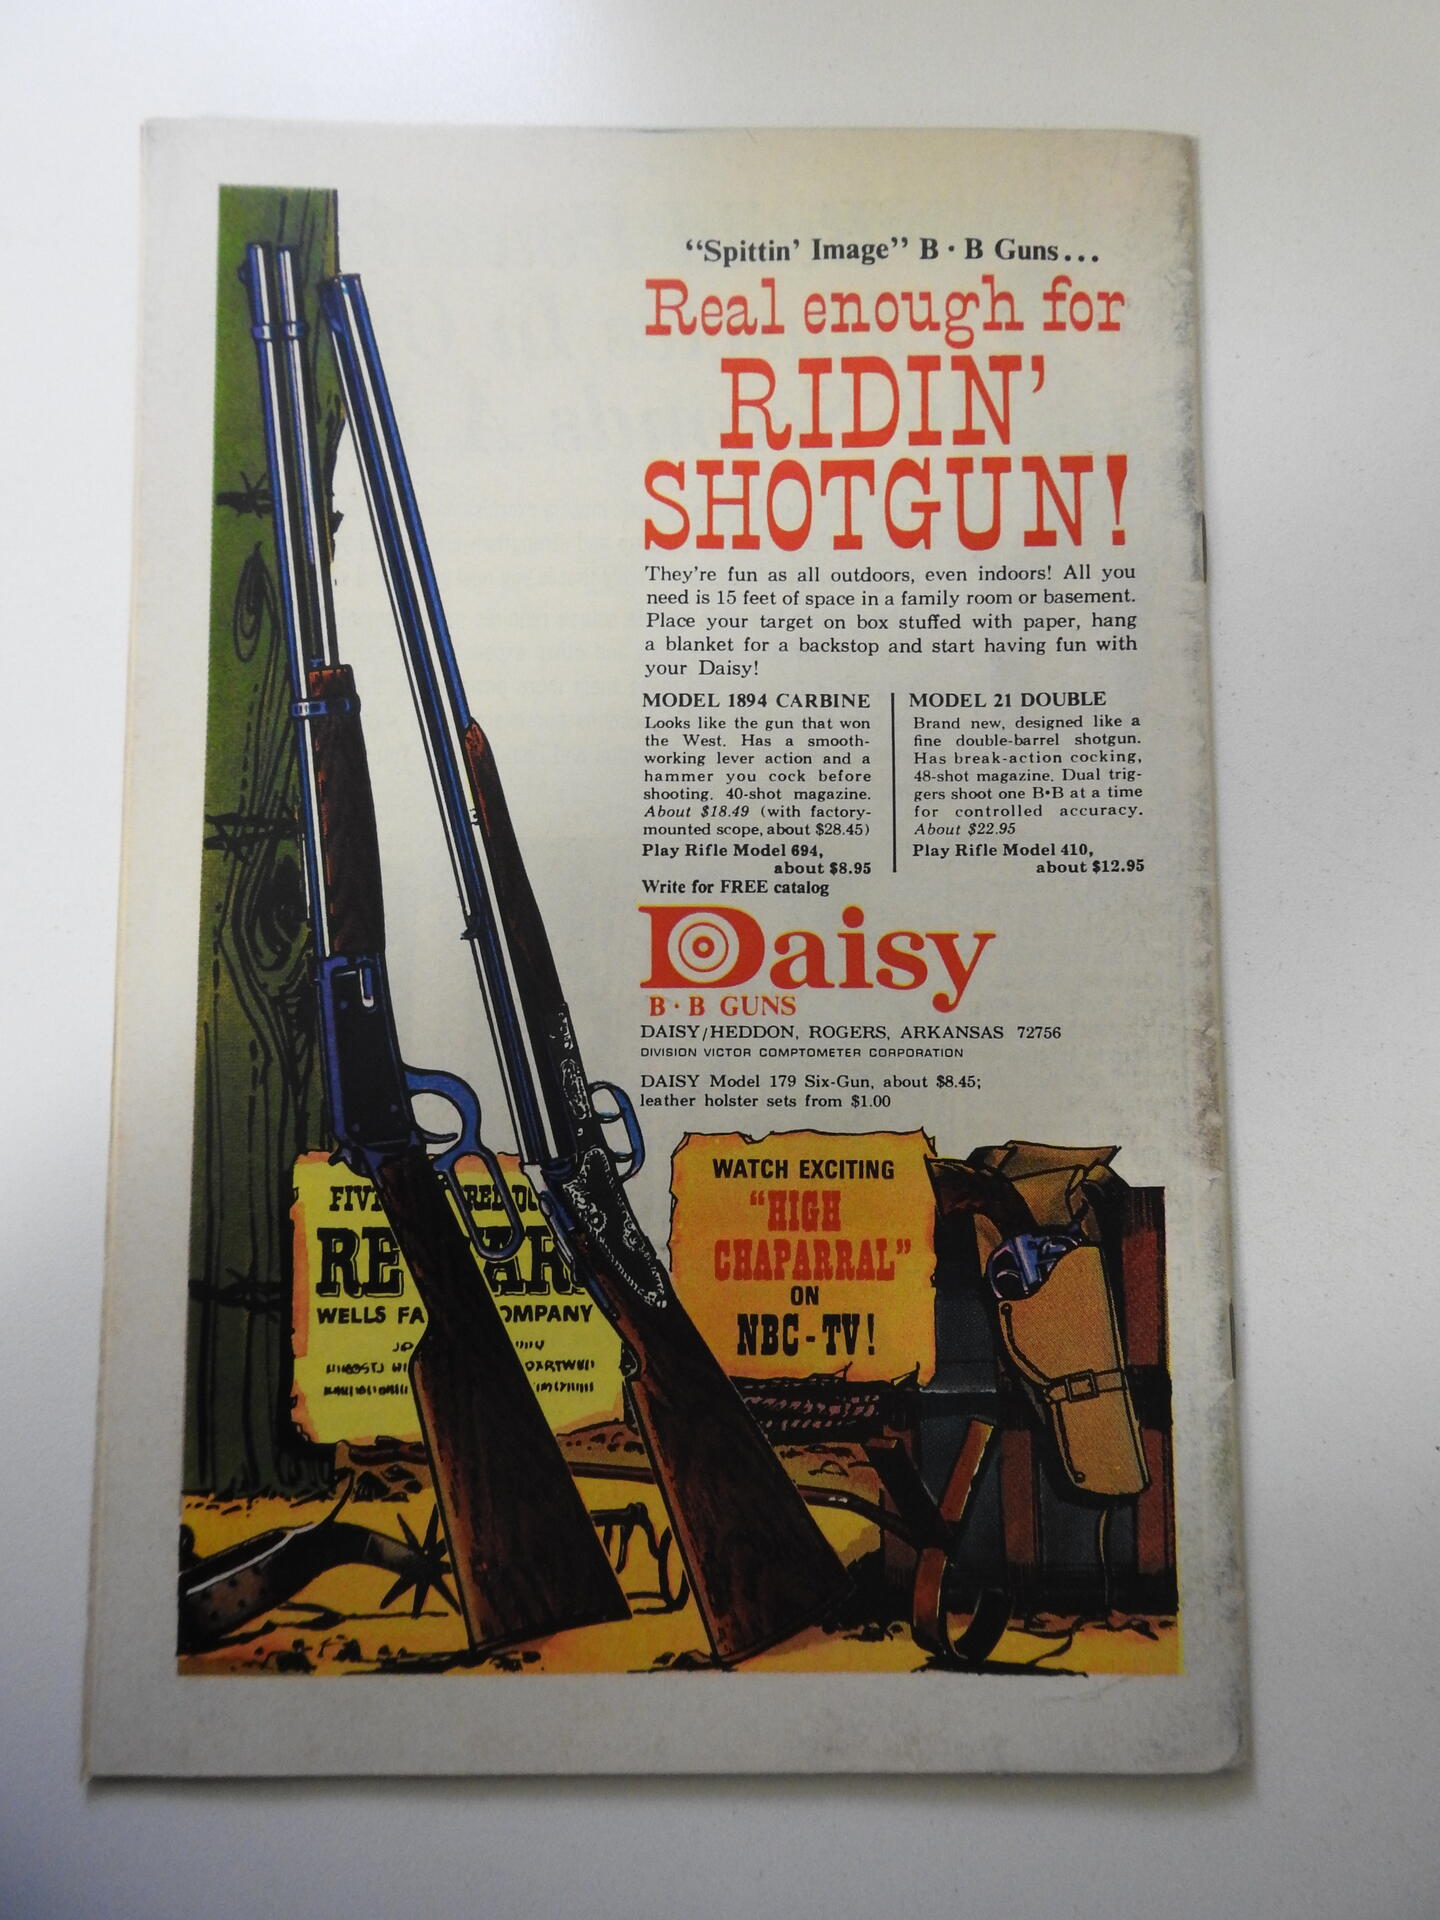 “Spittin’ Image” B • B Guns...
Real enough for
RIDIN’
SHOTGUN!
They’re fun as all outdoors, even indoors! All you
need is 15 feet of space in a family room or basement.
Place your target on box stuffed with paper, hang
a blanket for a backstop and start having fun with
your Daisy!
MODEL 1894 CARBINE
Looks like the gun that won
the West. Has a smooth-
working lever action and a
hammer you cock before
shooting. 40-shot magazine.
About $18.49 (with factory-
mounted scope, about $28.45)
Play Rifle Model 694,
about $8.95
MODEL 21 DOUBLE
Brand new, designed like a
fine double-barrel shotgun.
Has break-action cocking,
48-shot magazine. Dual trig-
gers shoot one B•B at a time
for controlled accuracy.
About $22.95
Play Rifle Model 410,
about $12.95
Write for FREE catalog
Daisy
B • B GUNS
DAISY/HEDDON, ROGERS, ARKANSAS 72756
DIVISION VICTOR COMPTOMETER CORPORATION
DAISY Model 179 Six-Gun, about $8.45;
leather holster sets from $1.00
WATCH EXCITING
“HIGH
CHAPARRAL”
ON
NBC-TV!
WELLS FA OMPANY